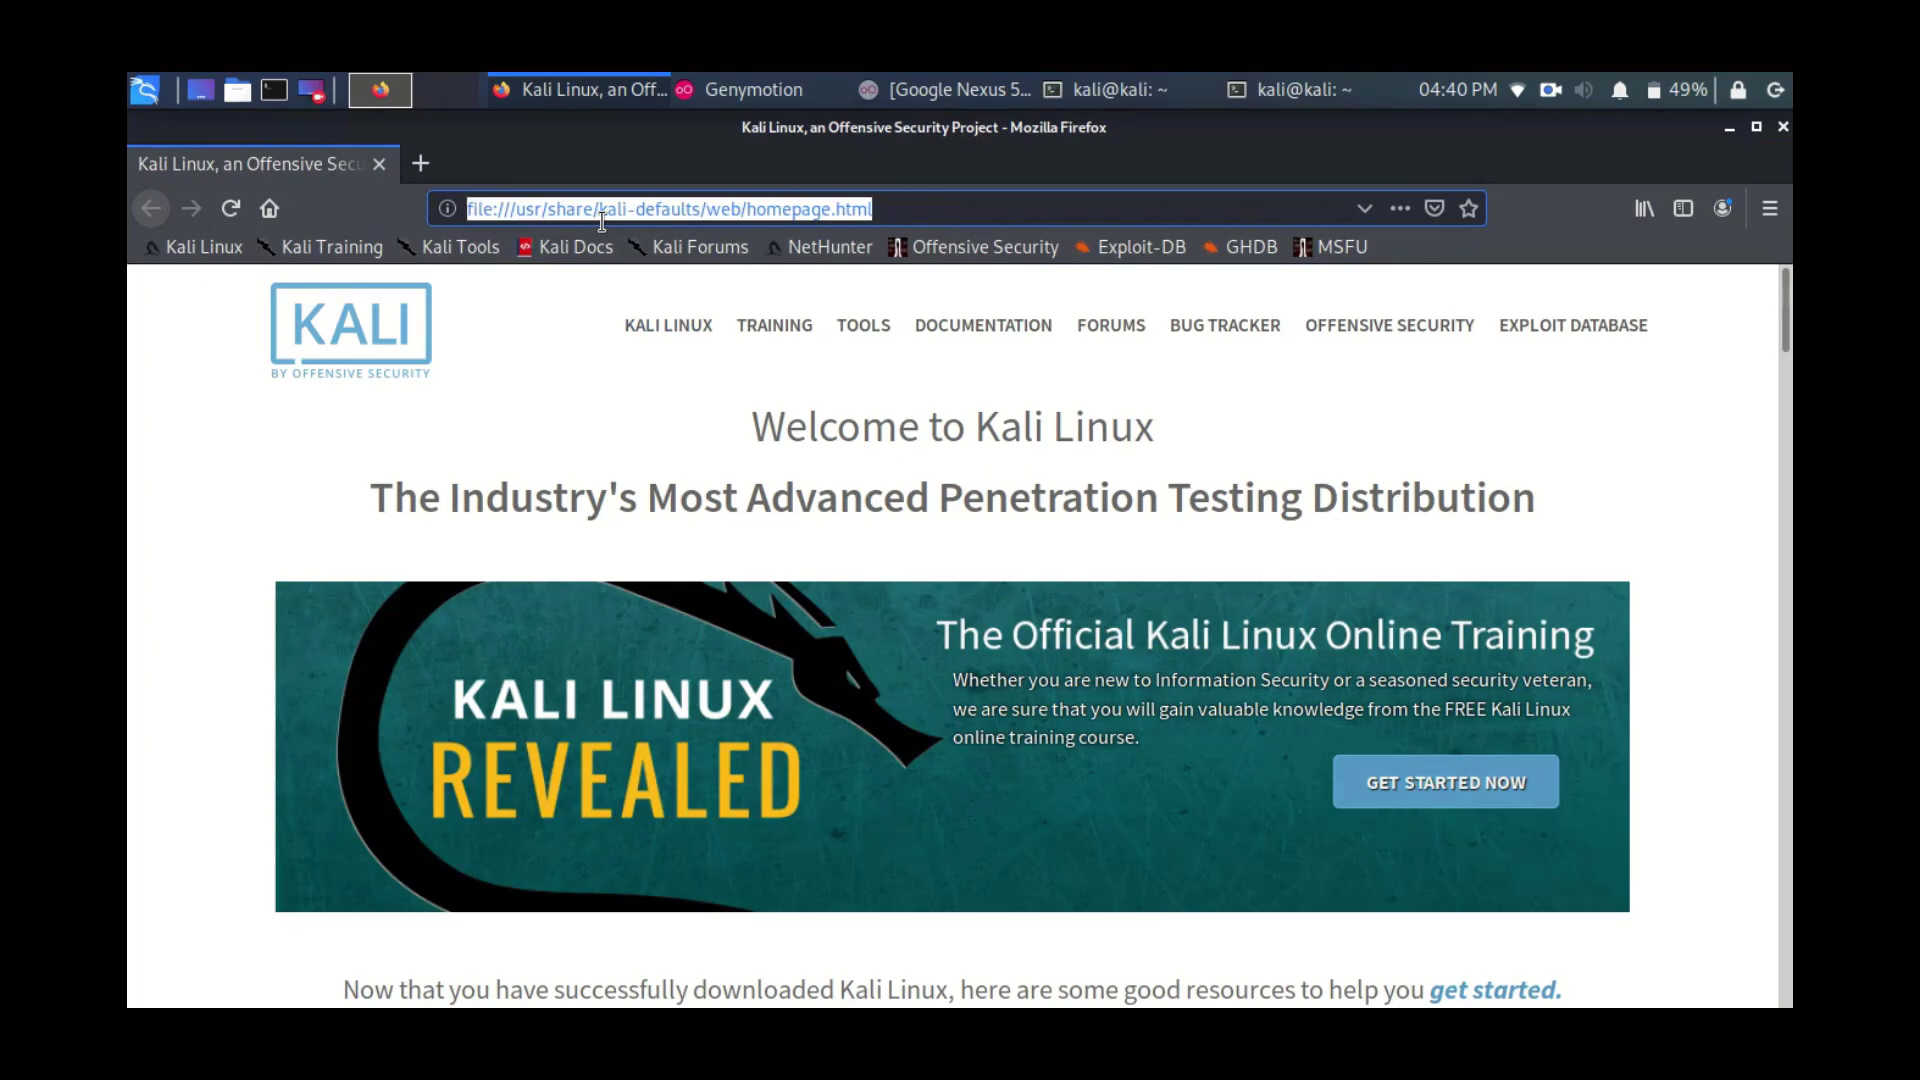 Kali Linux, an Off... Genymotion [Google Nexus 5... kali@kali: ~ kali@kali: ~ 04:40 PM 49%
Kali Linux, an Offensive Security Project - Mozilla Firefox
Kali Linux, an Offensive Secu
file:///usr/share/kali-defaults/web/homepage.html
Kali Linux Kali Training Kali Tools Kali Docs Kali Forums NetHunter Offensive Security Exploit-DB GHDB MSFU
KALI
BY OFFENSIVE SECURITY
KALI LINUX TRAINING TOOLS DOCUMENTATION FORUMS BUG TRACKER OFFENSIVE SECURITY EXPLOIT DATABASE
Welcome to Kali Linux
The Industry's Most Advanced Penetration Testing Distribution
KALI LINUX
REVEALED
The Official Kali Linux Online Training
Whether you are new to Information Security or a seasoned security veteran,
we are sure that you will gain valuable knowledge from the FREE Kali Linux
online training course.
GET STARTED NOW
Now that you have successfully downloaded Kali Linux, here are some good resources to help you get started.